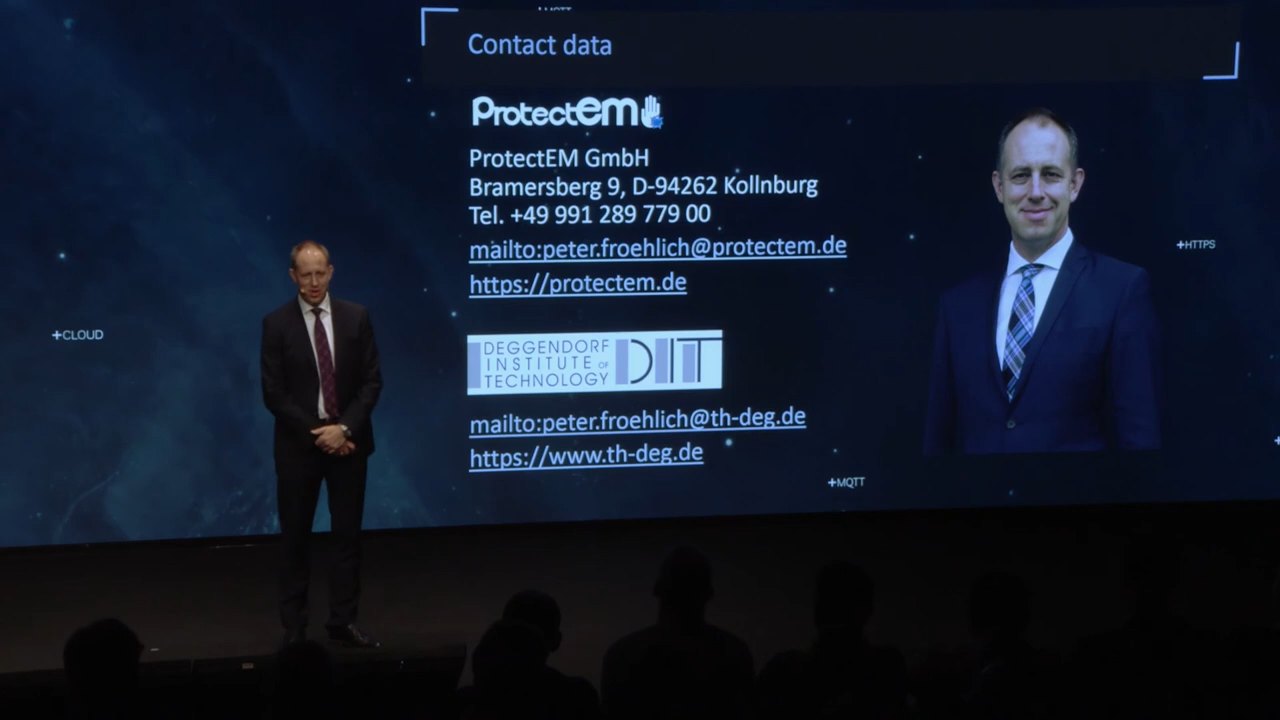 Contact data
ProtectEM
ProtectEM GmbH
Bramersberg 9, D-94262 Kollnburg
Tel. +49 991 289 779 00
mailto:peter.froehlich@protectem.de
https://protectem.de
DEGGENDORF
INSTITUTE OF
TECHNOLOGY
DIT
mailto:peter.froehlich@th-deg.de
https://www.th-deg.de
+CLOUD
+HTTPS
+MQTT